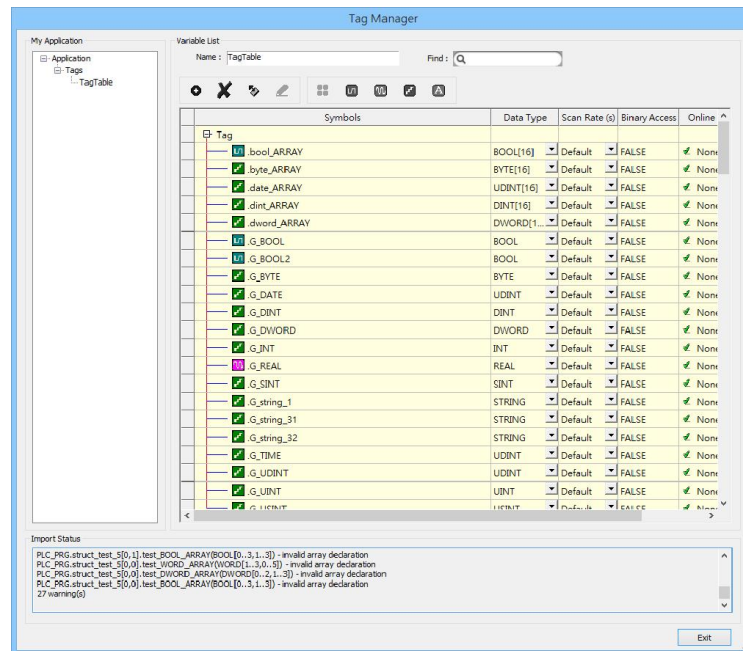 Tag Manager
My Application
Application
Tags
TagTable
Variable List
Name : TagTable
Find :
A
Symbols Data Type Scan Rate (s) Binary Access Online
Tag
.bool_ARRAY BOOL[16] Default FALSE None
.byte_ARRAY BYTE[16] Default FALSE None
.date_ARRAY UDINT[16] Default FALSE None
.dint_ARRAY DINT[16] Default FALSE None
.dword_ARRAY DWORD[1... Default FALSE None
.G_BOOL BOOL Default FALSE None
.G_BOOL2 BOOL Default FALSE None
.G_BYTE BYTE Default FALSE None
.G_DATE UDINT Default FALSE None
.G_DINT DINT Default FALSE None
.G_DWORD DWORD Default FALSE None
.G_INT INT Default FALSE None
.G_REAL REAL Default FALSE None
.G_SINT SINT Default FALSE None
.G_string_1 STRING Default FALSE None
.G_string_31 STRING Default FALSE None
.G_string_32 STRING Default FALSE None
.G_TIME UDINT Default FALSE None
.G_UDINT UDINT Default FALSE None
.G_UINT UINT Default FALSE None
.G_USINT USINT Default FALSE None
Import Status
PLC_PRG.struct_test_5[0,1].test_BOOL_ARRAY(BOOL[0..3,1..3]) - invalid array declaration
PLC_PRG.struct_test_5[0,0].test_WORD_ARRAY(WORD[1..3,0..5]) - invalid array declaration
PLC_PRG.struct_test_5[0,0].test_DWORD_ARRAY(DWORD[0..2,1..3]) - invalid array declaration
PLC_PRG.struct_test_5[0,0].test_BOOL_ARRAY(BOOL[0..3,1..3]) - invalid array declaration
27 warning(s)
Exit